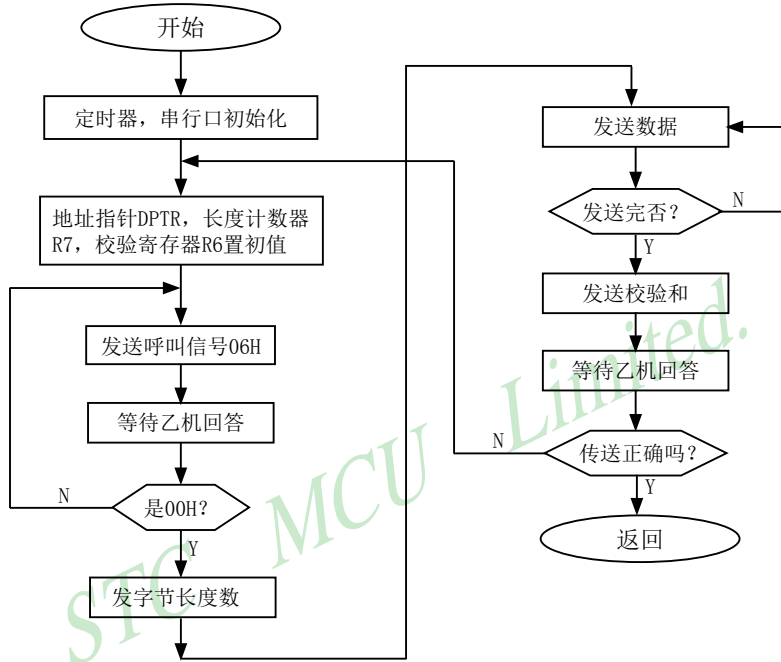 开始
定时器，串行口初始化
地址指针DPTR，长度计数器
R7，校验寄存器R6置初值
发送呼叫信号06H
等待乙机回答
N
是00H？
Y
发字节长度数
发送数据
发送完否？
N
Y
发送校验和
等待乙机回答
N
传送正确吗？
Y
返回
STC MCU Limited.